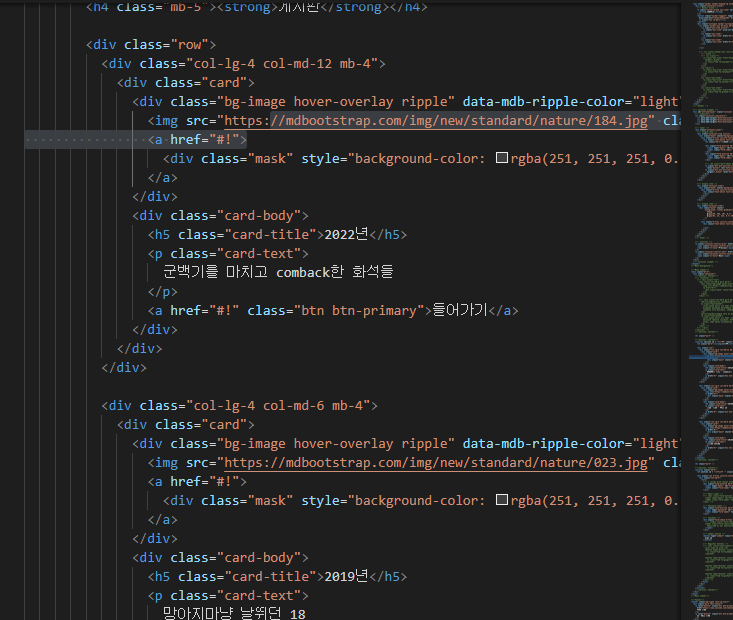 <h4 class="mb-5"><strong>게시판</strong></h4>
<div class="row">
<div class="col-lg-4 col-md-12 mb-4">
<div class="card">
<div class="bg-image hover-overlay ripple" data-mdb-ripple-color="light"
<img src="https://mdbootstrap.com/img/new/standard/nature/184.jpg" cla
<a href="#!">
<div class="mask" style="background-color: rgba(251, 251, 251, 0.
</a>
</div>
<div class="card-body">
<h5 class="card-title">2022년</h5>
<p class="card-text">
군백기를 마치고 comback한 화석들
</p>
<a href="#!" class="btn btn-primary">들어가기</a>
</div>
</div>
</div>
<div class="col-lg-4 col-md-6 mb-4">
<div class="card">
<div class="bg-image hover-overlay ripple" data-mdb-ripple-color="light"
<img src="https://mdbootstrap.com/img/new/standard/nature/023.jpg" cla
<a href="#!">
<div class="mask" style="background-color: rgba(251, 251, 251, 0.
</a>
</div>
<div class="card-body">
<h5 class="card-title">2019년</h5>
<p class="card-text">
망아지마냥 날뛰던 18